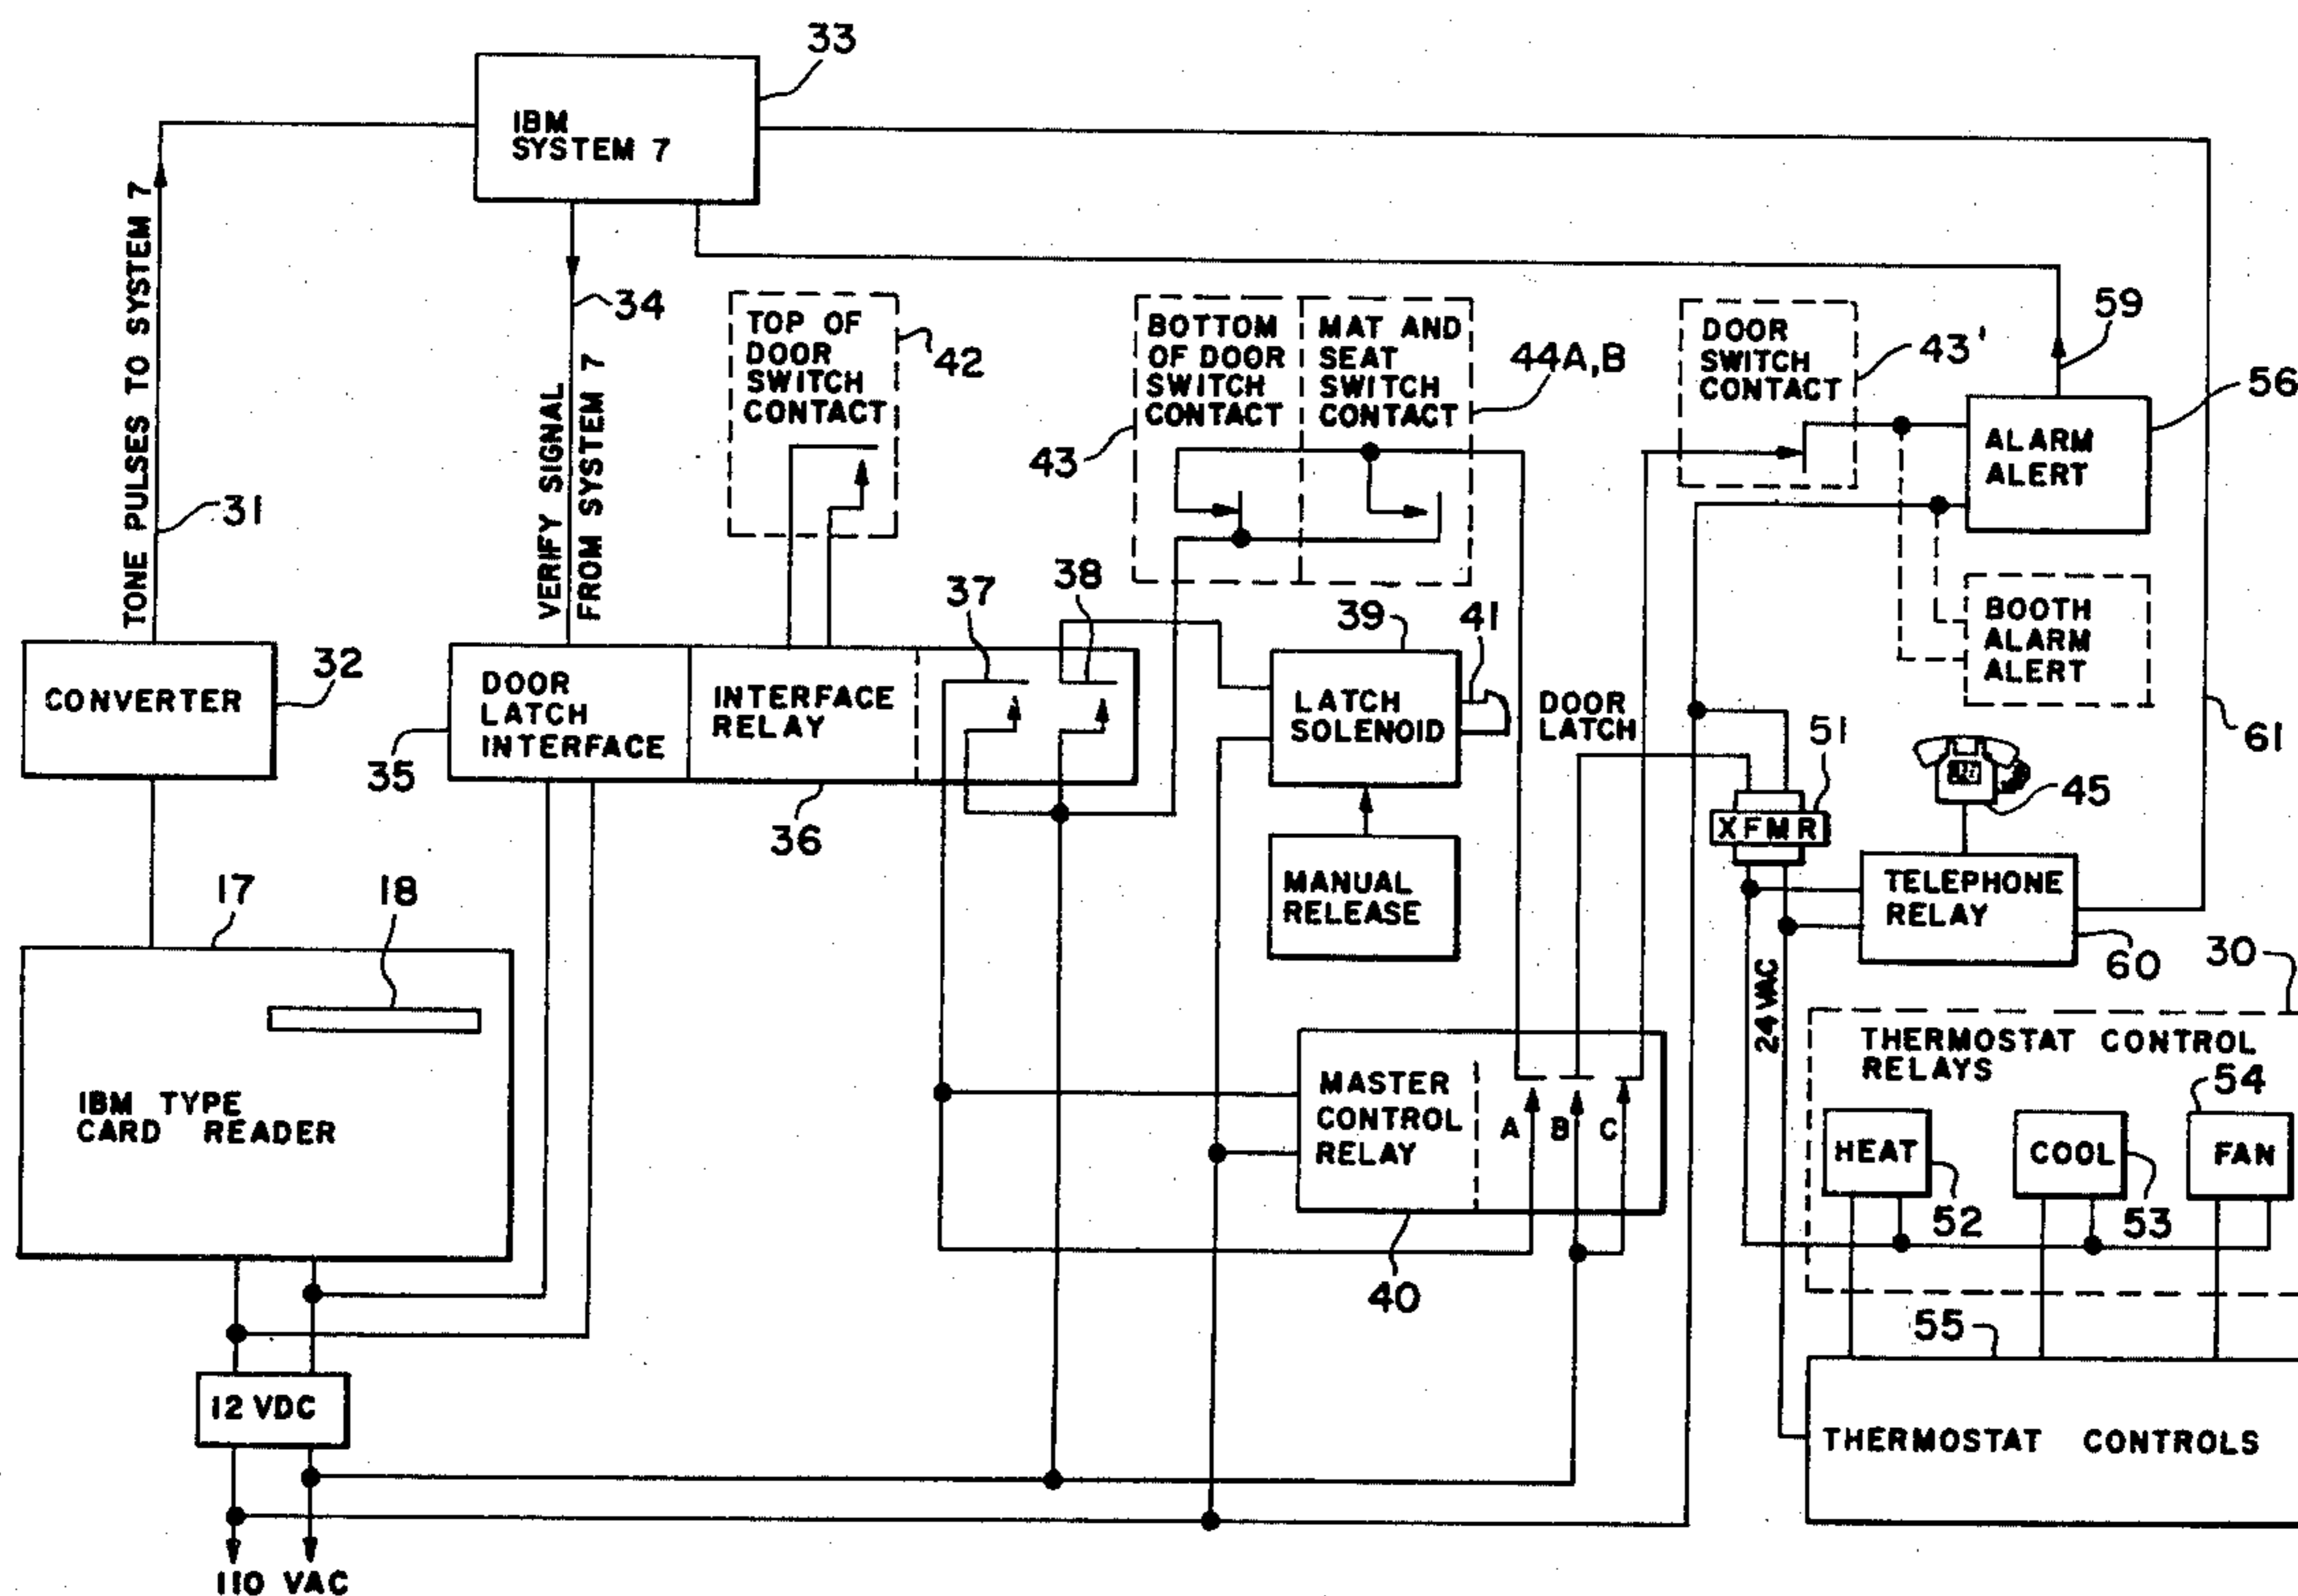 33
IBM
SYSTEM 7
TONE PULSES TO SYSTEM 7
31
VERIFY SIGNAL
FROM SYSTEM 7
34
TOP OF
DOOR
SWITCH
CONTACT
42
BOTTOM
OF DOOR
SWITCH
CONTACT
43
MAT AND
SEAT
SWITCH
CONTACT
44A,B
DOOR
SWITCH
CONTACT
43'
59
56
ALARM
ALERT
BOOTH
ALARM
ALERT
61
CONVERTER
32
DOOR
LATCH
INTERFACE
35
INTERFACE
RELAY
36
37
38
39
LATCH
SOLENOID
41
DOOR
LATCH
MANUAL
RELEASE
51
XFMR
45
TELEPHONE
RELAY
60
24 VAC
17
18
IBM TYPE
CARD READER
MASTER
CONTROL
RELAY
A
B
C
40
30
THERMOSTAT CONTROL
RELAYS
HEAT
52
COOL
53
54
FAN
55
THERMOSTAT CONTROLS
12 VDC
110 VAC